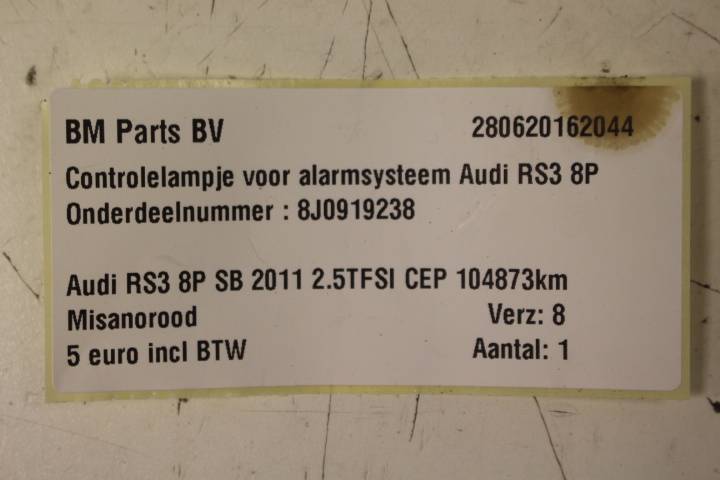 BM Parts BV 280620162044
Controlelampje voor alarmsysteem Audi RS3 8P
Onderdeelnummer : 8J0919238
Audi RS3 8P SB 2011 2.5TFSI CEP 104873km
Misanorood Verz: 8
5 euro incl BTW Aantal: 1